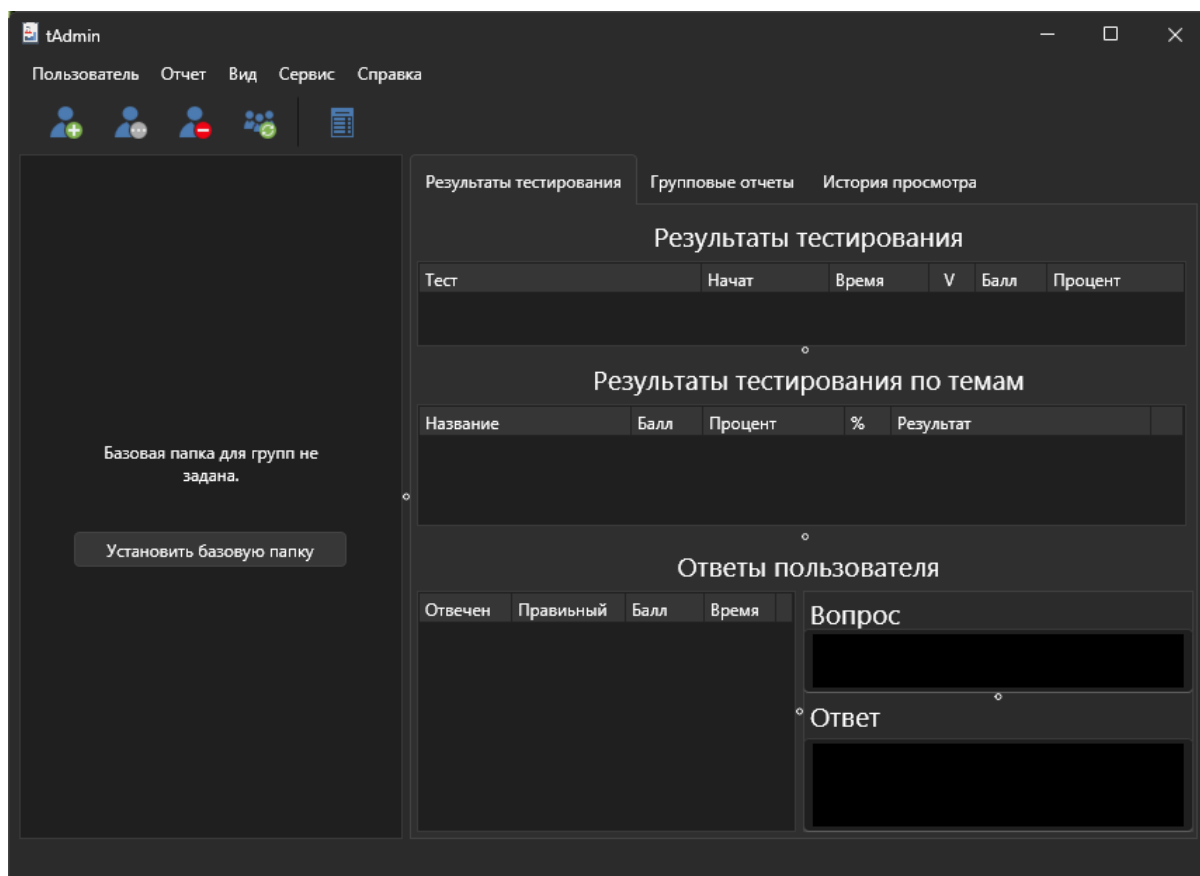 tAdmin
Пользователь Отчет Вид Сервис Справка
Результаты тестирования Групповые отчеты История просмотра
Результаты тестирования
Тест Начат Время V Балл Процент
Результаты тестирования по темам
Название Балл Процент % Результат
Базовая папка для групп не
задана.
Установить базовую папку
Ответы пользователя
Отвечен Правиьный Балл Время
Вопрос
Ответ